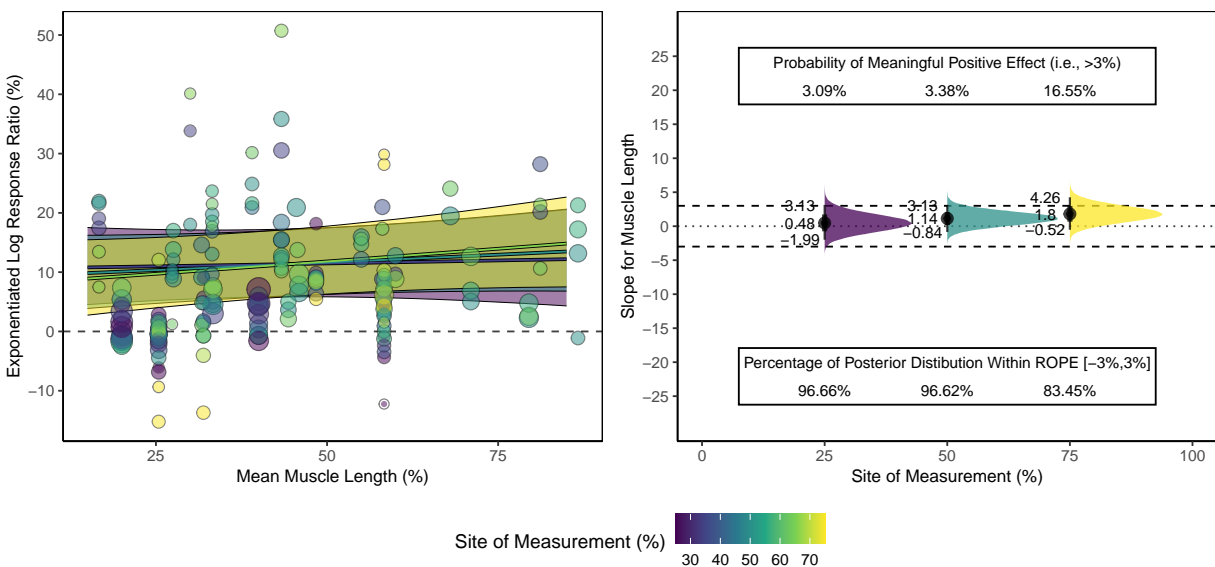 50
40
30
20
10
0
−10
25
50
75
Mean Muscle Length (%)
Exponentiated Log Response Ratio (%)
25
20
15
10
5
0
−5
−10
−15
−20
−25
Slope for Muscle Length
Probability of Meaningful Positive Effect (i.e., >3%)
3.09% 3.38% 16.55%
3.13
0.48
−1.99
3.13
1.14
−0.84
4.26
1.8
−0.52
Percentage of Posterior Distibution Within ROPE [−3%,3%]
96.66% 96.62% 83.45%
0 25 50 75 100
Site of Measurement (%)
Site of Measurement (%)
30 40 50 60 70